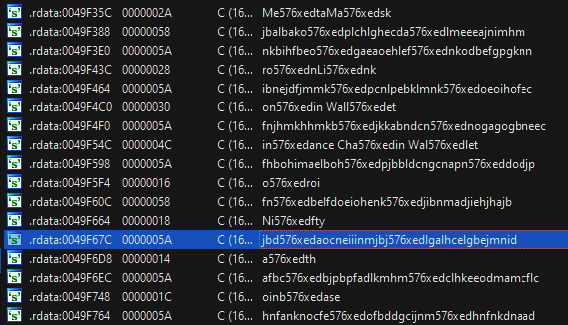 .rdata:0049F35C 0000002A C (16... Me576xedtaMa576xedsk
.rdata:0049F388 00000058 C (16... jbalbako576xedplchlghecda576xedlmeeeajnimhm
.rdata:0049F3E0 0000005A C (16... nkbihfbeo576xedgaeaoehlef576xednkodbefgpgknn
.rdata:0049F43C 00000028 C (16... ro576xednLi576xednk
.rdata:0049F464 0000005A C (16... ibnejdfjmmk576xedpcnlpebklmnk576xedoeoihofec
.rdata:0049F4C0 00000030 C (16... on576xedin Wall576xedet
.rdata:0049F4F0 0000005A C (16... fnjhmkhhmkb576xedjkkabndcn576xednogagogbneec
.rdata:0049F54C 0000004C C (16... in576xedance Cha576xedin Wal576xedlet
.rdata:0049F598 0000005A C (16... fhbohimaelboh576xedpjbbldcngcnapn576xeddodjp
.rdata:0049F5F4 00000016 C (16... o576xedroi
.rdata:0049F60C 00000058 C (16... fn576xedbelfdoeiohenk576xedjibnmadjiehjhajb
.rdata:0049F664 00000018 C (16... Ni576xedfty
.rdata:0049F67C 0000005A C (16... jbd576xedaocneiiinmjbj576xedlgalhcelgbejmnid
.rdata:0049F6D8 00000014 C (16... a576xedth
.rdata:0049F6EC 0000005A C (16... afbc576xedbjpbpfadlkmhm576xedclhkeeodmamcflc
.rdata:0049F748 0000001C C (16... oinb576xedase
.rdata:0049F764 0000005A C (16... hnfanknocfe576xedofbddgcijnm576xedhnfnkdnaad